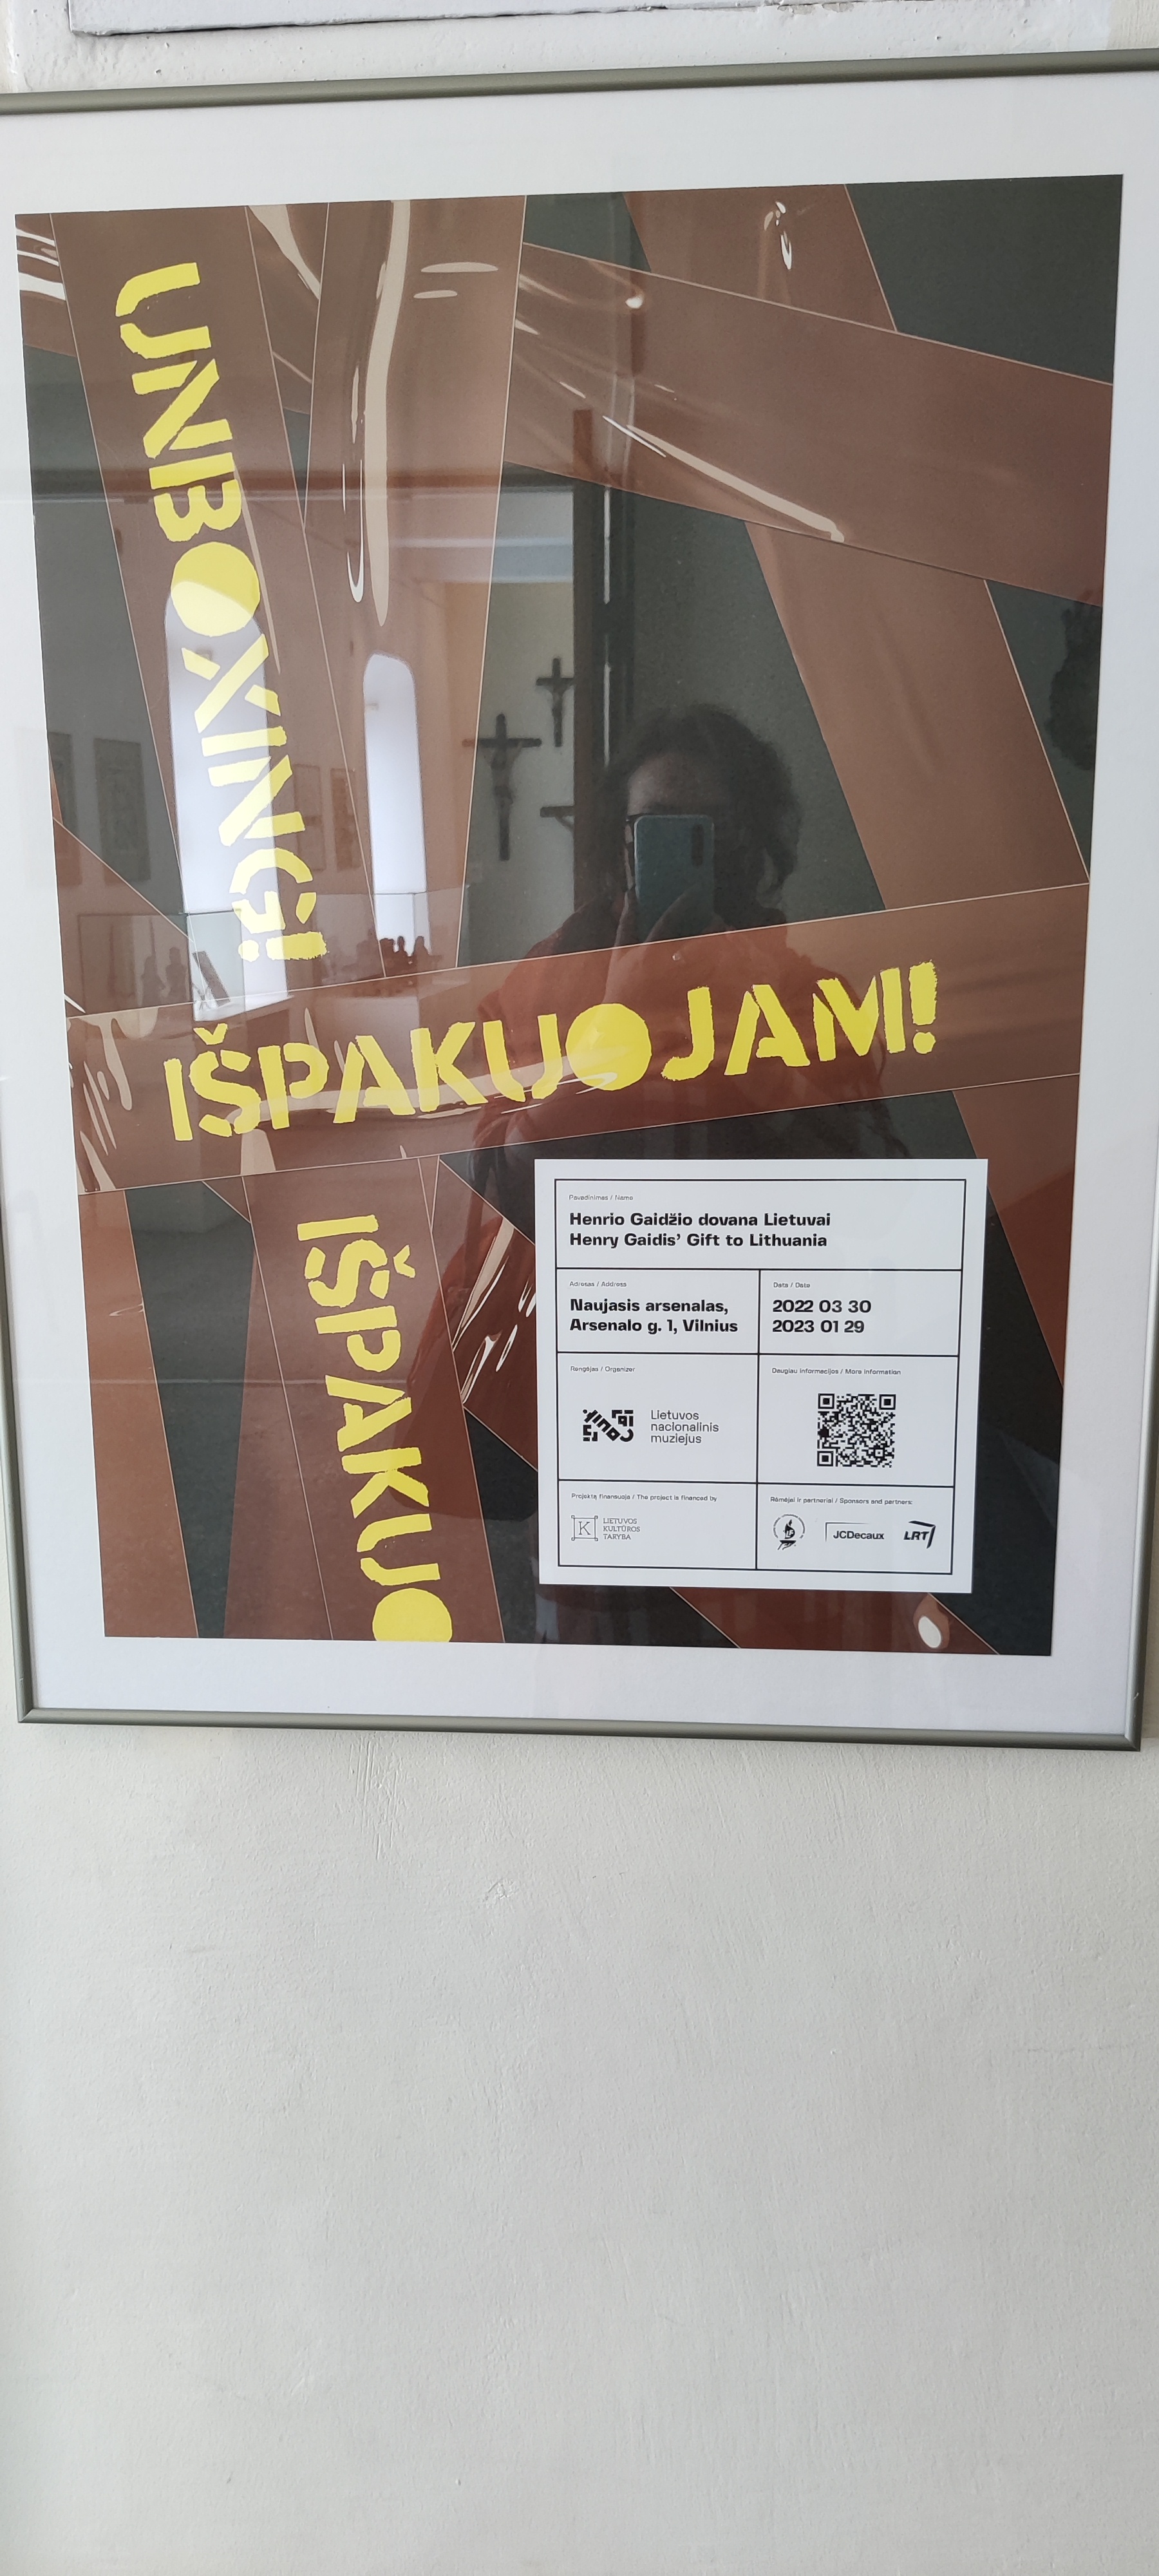 UNBOXING!
IŠPAKUOJAM!
IŠPAKUO
Pavadinimas / Name
Henrio Gaidžio dovana Lietuvai
Henry Gaidis’ Gift to Lithuania
Adresas / Address
Naujasis arsenalas,
Arsenalo g. 1, Vilnius
Data / Date
2022 03 30
2023 01 29
Rengėjas / Organizer
Lietuvos
nacionalinis
muziejus
Daugiau informacijos / More information
Projektą finansuoja / The project is financed by
K
LIETUVOS
KULTŪROS
TARYBA
Rėmėjai ir partneriai / Sponsors and partners:
JCDecaux
LRT